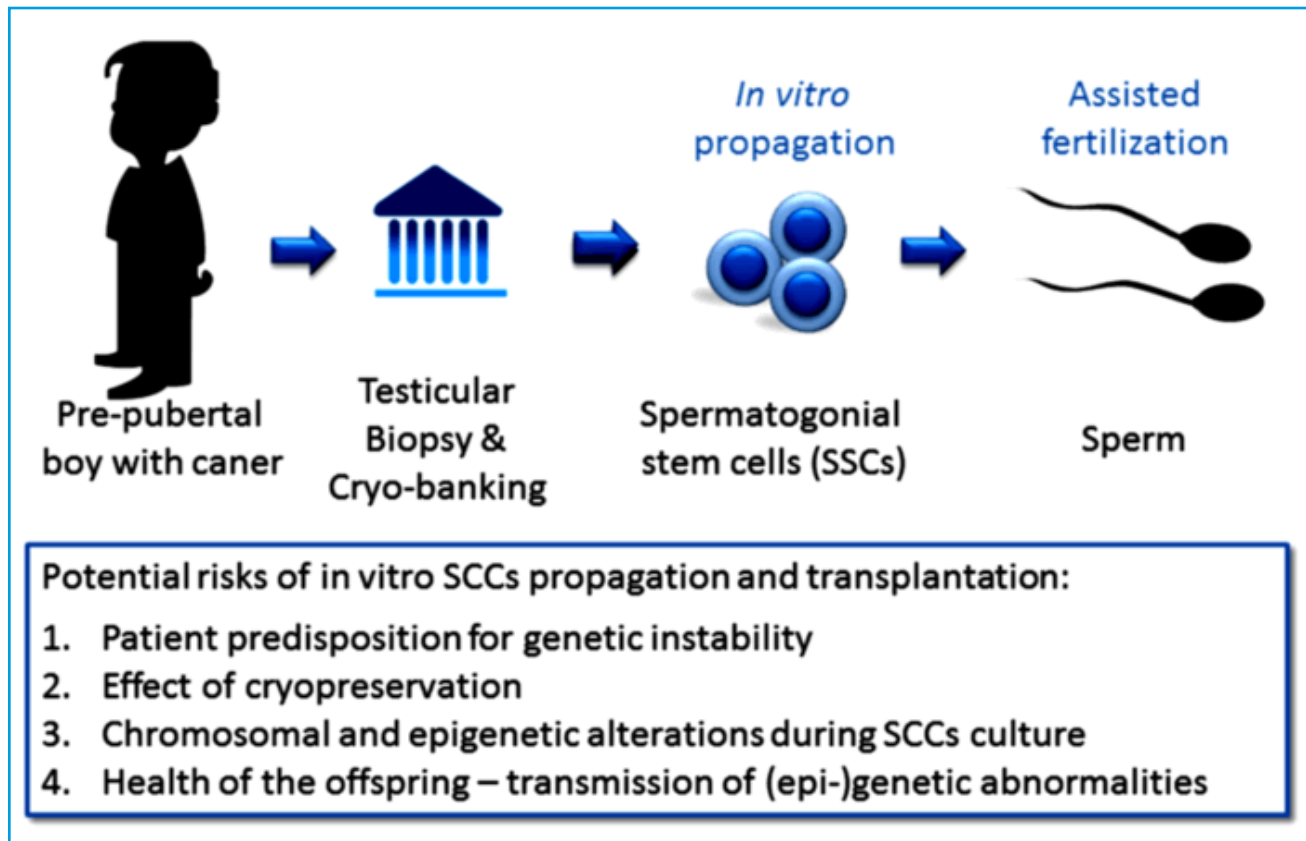 In vitro
propagation
Assisted
fertilization
Pre-pubertal
boy with caner
Testicular
Biopsy &
Cryo-banking
Spermatogonial
stem cells (SSCs)
Sperm
Potential risks of in vitro SCCs propagation and transplantation:
1. Patient predisposition for genetic instability
2. Effect of cryopreservation
3. Chromosomal and epigenetic alterations during SCCs culture
4. Health of the offspring – transmission of (epi-)genetic abnormalities